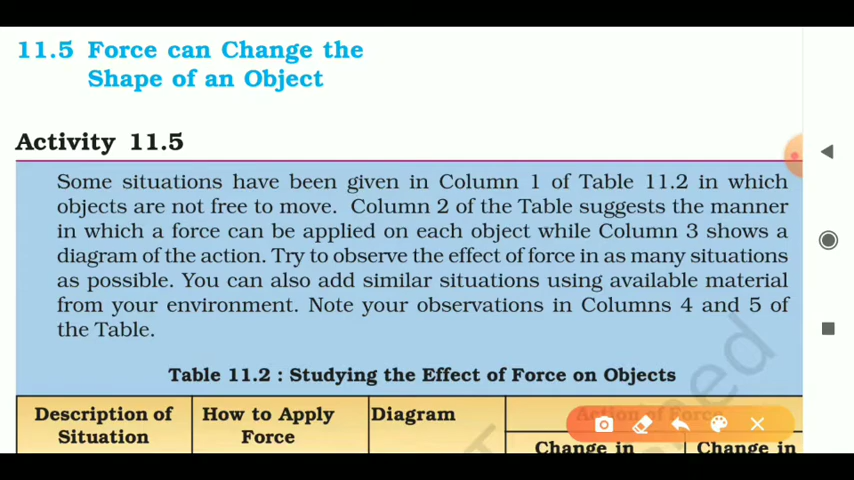 11.5 Force can Change the
Shape of an Object
Activity 11.5
Some situations have been given in Column 1 of Table 11.2 in which
objects are not free to move. Column 2 of the Table suggests the manner
in which a force can be applied on each object while Column 3 shows a
diagram of the action. Try to observe the effect of force in as many situations
as possible. You can also add similar situations using available material
from your environment. Note your observations in Columns 4 and 5 of
the Table.
Table 11.2 : Studying the Effect of Force on Objects
Description of
Situation
How to Apply
Force
Diagram
Action of Force
Change in
Change in